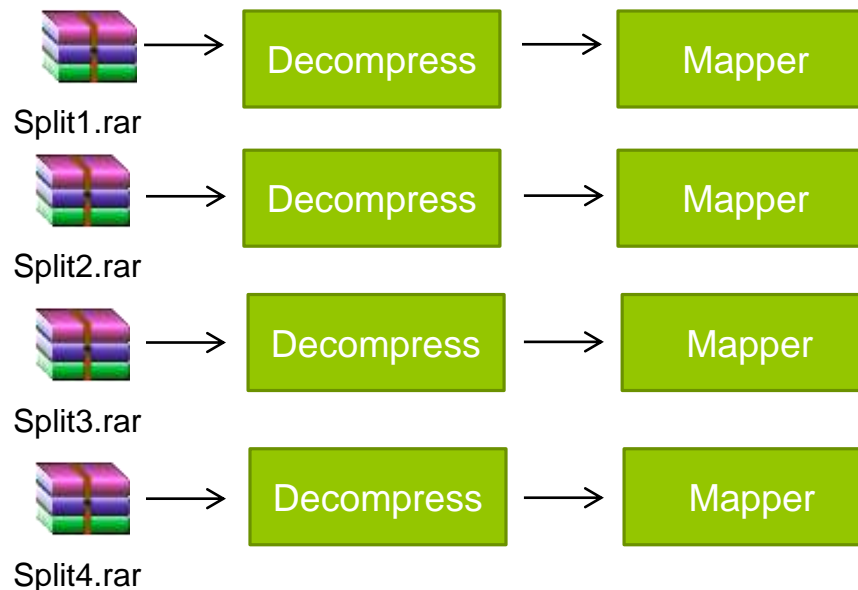 Decompress
Mapper
Split1.rar
Decompress
Mapper
Split2.rar
Decompress
Mapper
Split3.rar
Decompress
Mapper
Split4.rar